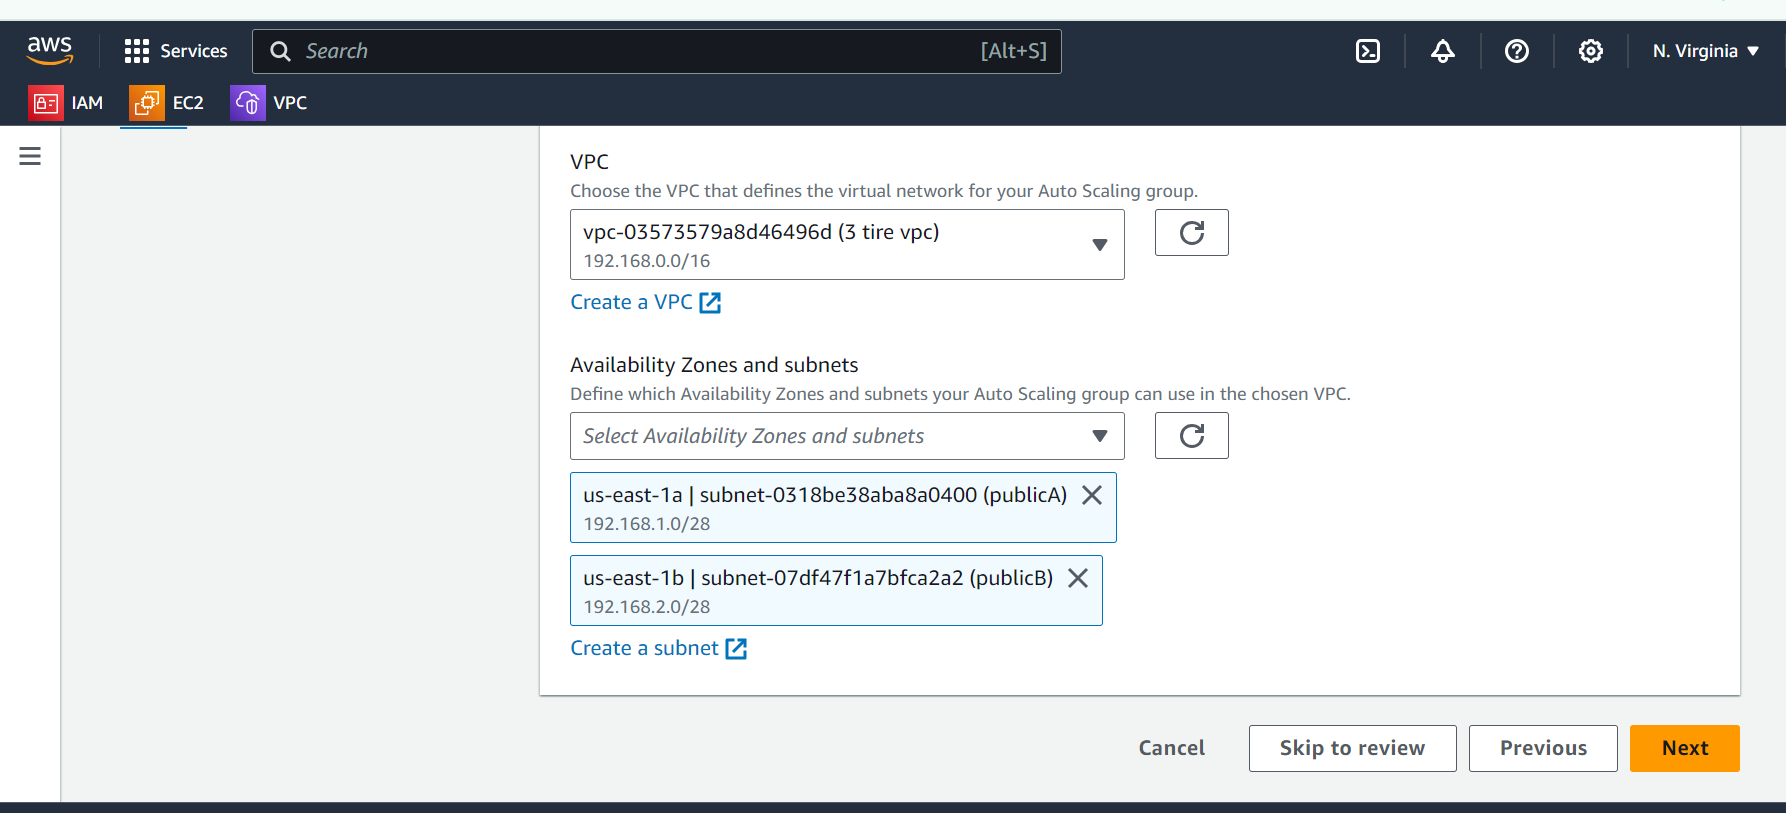 aws
Services
Search
[Alt+S]
N. Virginia
IAM
EC2
VPC
VPC
Choose the VPC that defines the virtual network for your Auto Scaling group.
vpc-03573579a8d46496d (3 tire vpc)
192.168.0.0/16
Create a VPC
Availability Zones and subnets
Define which Availability Zones and subnets your Auto Scaling group can use in the chosen VPC.
Select Availability Zones and subnets
us-east-1a | subnet-0318be38aba8a0400 (publicA)
192.168.1.0/28
us-east-1b | subnet-07df47f1a7bfca2a2 (publicB)
192.168.2.0/28
Create a subnet
Cancel
Skip to review
Previous
Next